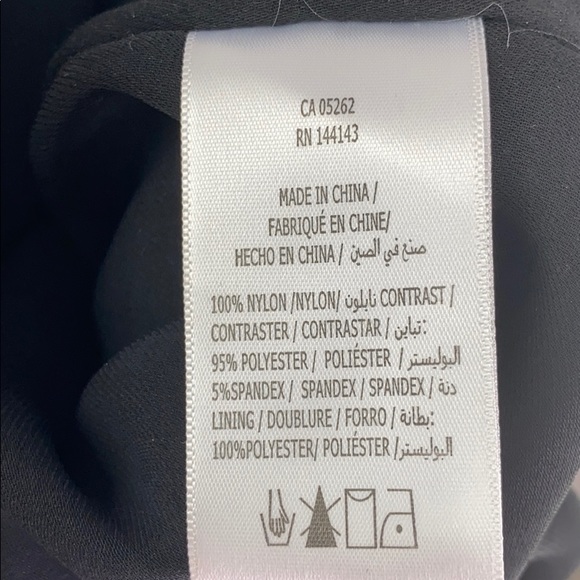 CA 05262
RN 144143
MADE IN CHINA /
FABRIQUÉ EN CHINE/
HECHO EN CHINA / صنع في الصين
100% NYLON /NYLON/ نايلون CONTRAST /
CONTRASTER / CONTRASTAR / تباين:
95% POLYESTER / POLIÉSTER / البوليستر
5%SPANDEX / SPANDEX / SPANDEX /
LINING / DOUBLURE / FORRO / بطانة:
100%POLYESTER/ POLIÉSTER /البوليستر